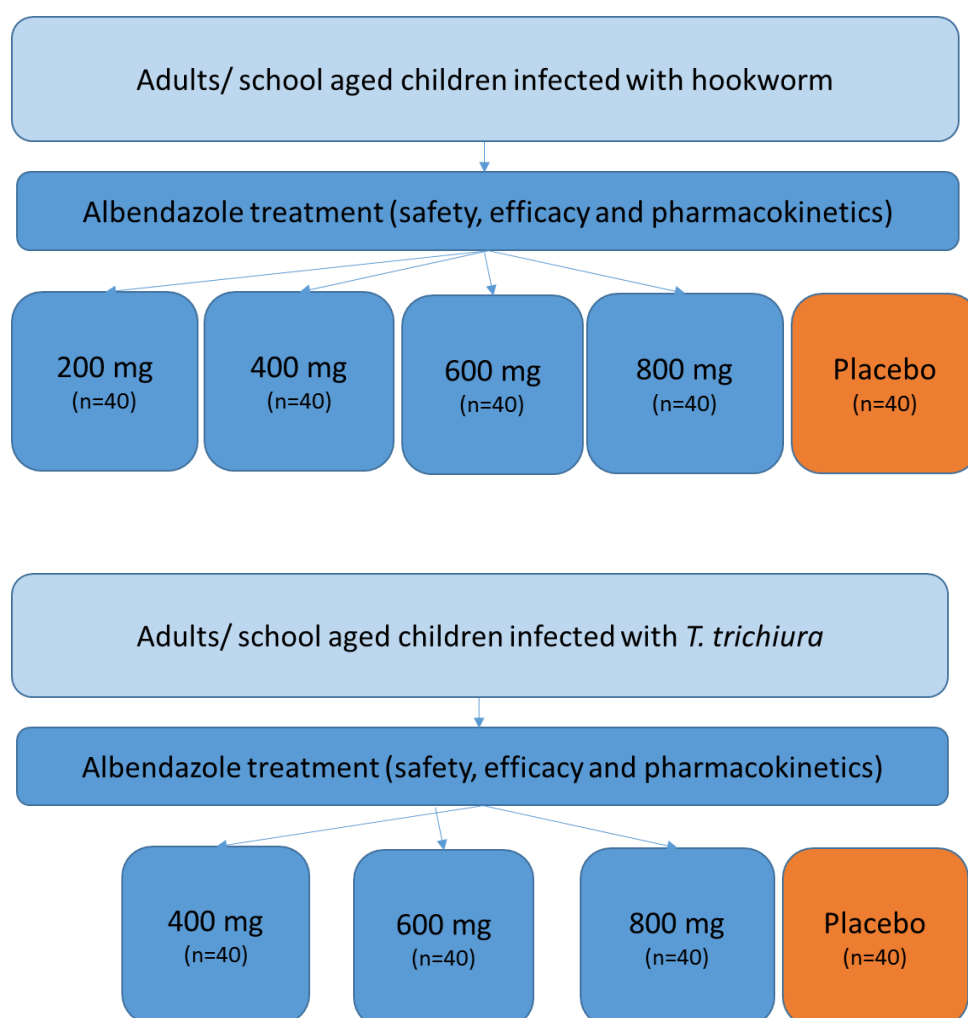 Adults/ school aged children infected with hookworm
Albendazole treatment (safety, efficacy and pharmacokinetics)
200 mg
(n=40)
400 mg
(n=40)
600 mg
(n=40)
800 mg
(n=40)
Placebo
(n=40)
Adults/ school aged children infected with T. trichiura
Albendazole treatment (safety, efficacy and pharmacokinetics)
400 mg
(n=40)
600 mg
(n=40)
800 mg
(n=40)
Placebo
(n=40)